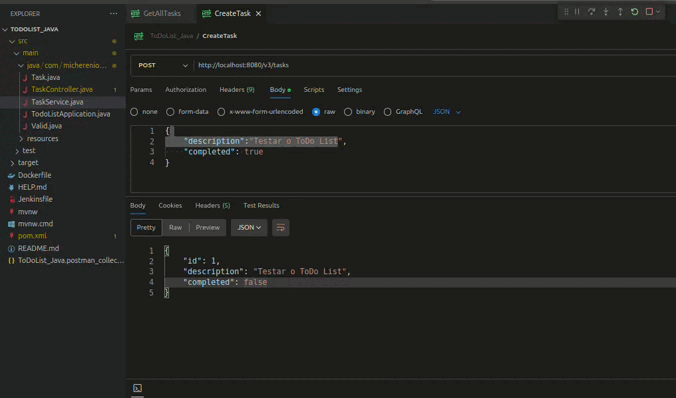 EXPLORER
GetAllTasks
CreateTask
TODOLIST_JAVA
src
main
java / com / micherenio...
Task.java
TaskController.java 1
TaskService.java
TodoListApplication.java
Valid.java
resources
test
target
Dockerfile
HELP.md
Jenkinsfile
mvnw
mvnw.cmd
pom.xml 1
README.md
ToDoList_Java.postman_collec...
ToDoList_Java / CreateTask
POST http://localhost:8080/v3/tasks
Params Authorization Headers (9) Body Scripts Settings
none form-data x-www-form-urlencoded raw binary GraphQL JSON
1 {
2 "description":"Testar o ToDo List",
3 "completed": true
4 }
Body Cookies Headers (5) Test Results
Pretty Raw Preview JSON
1 {
2 "id": 1,
3 "description": "Testar o ToDo List",
4 "completed": false
5 }